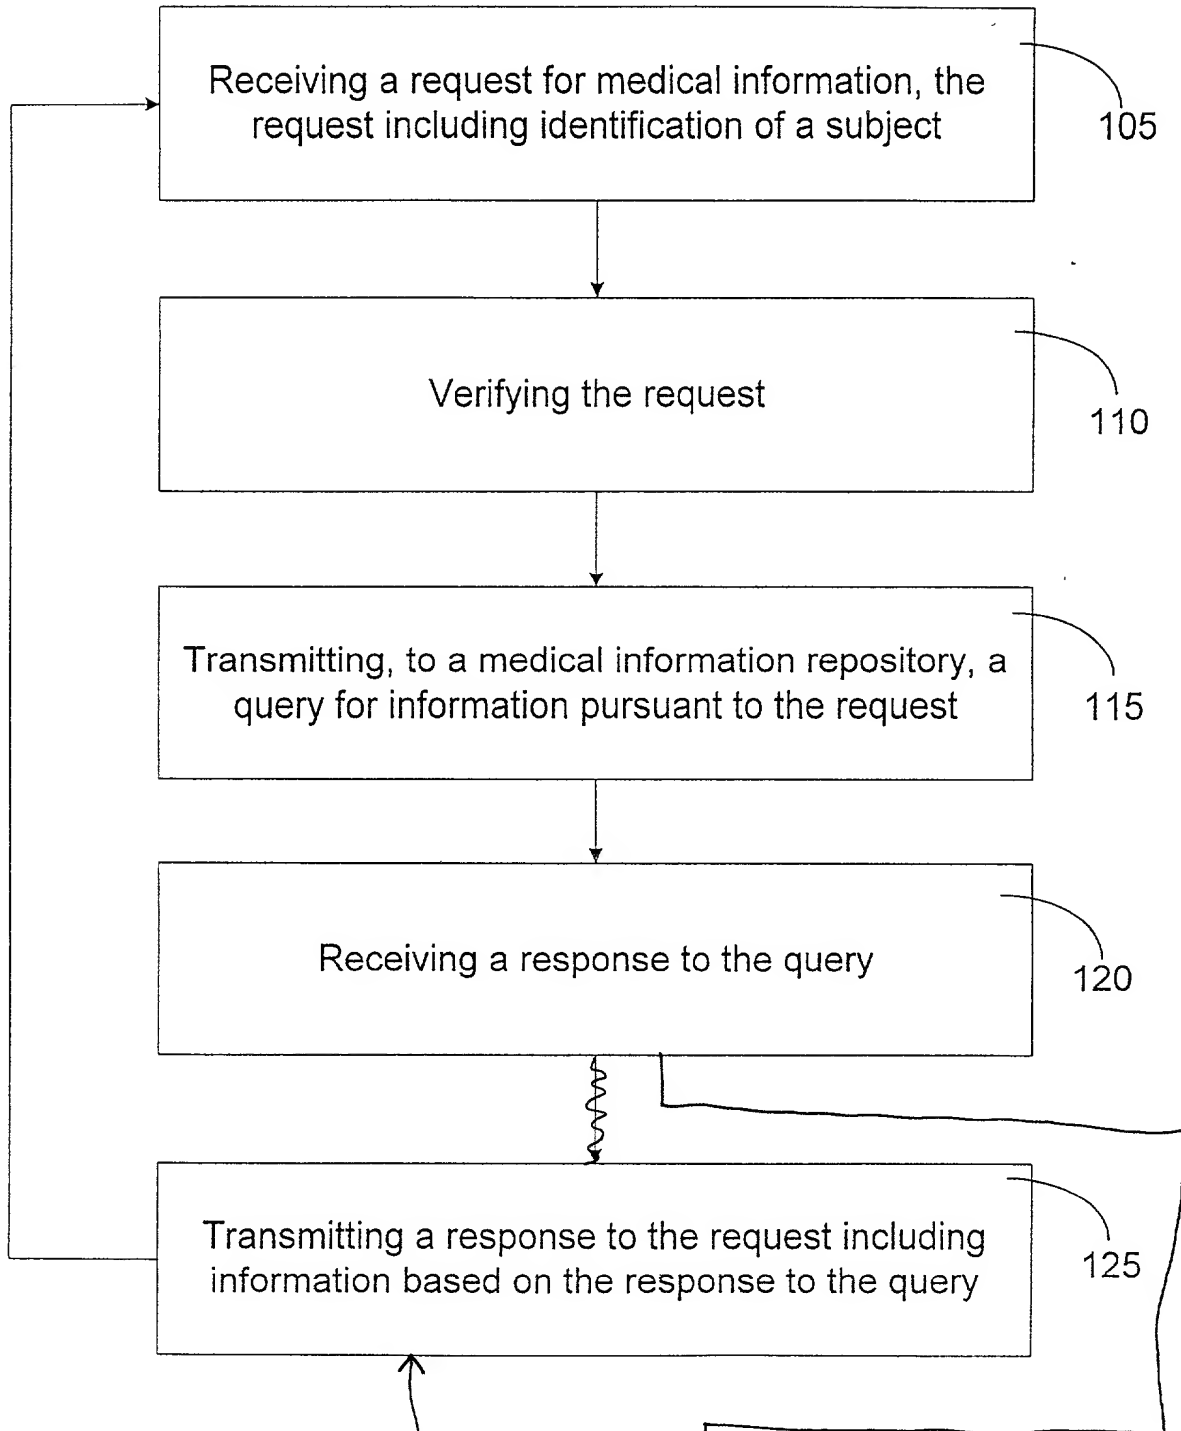 Receiving a request for medical information, the
request including identification of a subject
105
Verifying the request
110
Transmitting, to a medical information repository, a
query for information pursuant to the request
115
Receiving a response to the query
120
Transmitting a response to the request including
information based on the response to the query
125